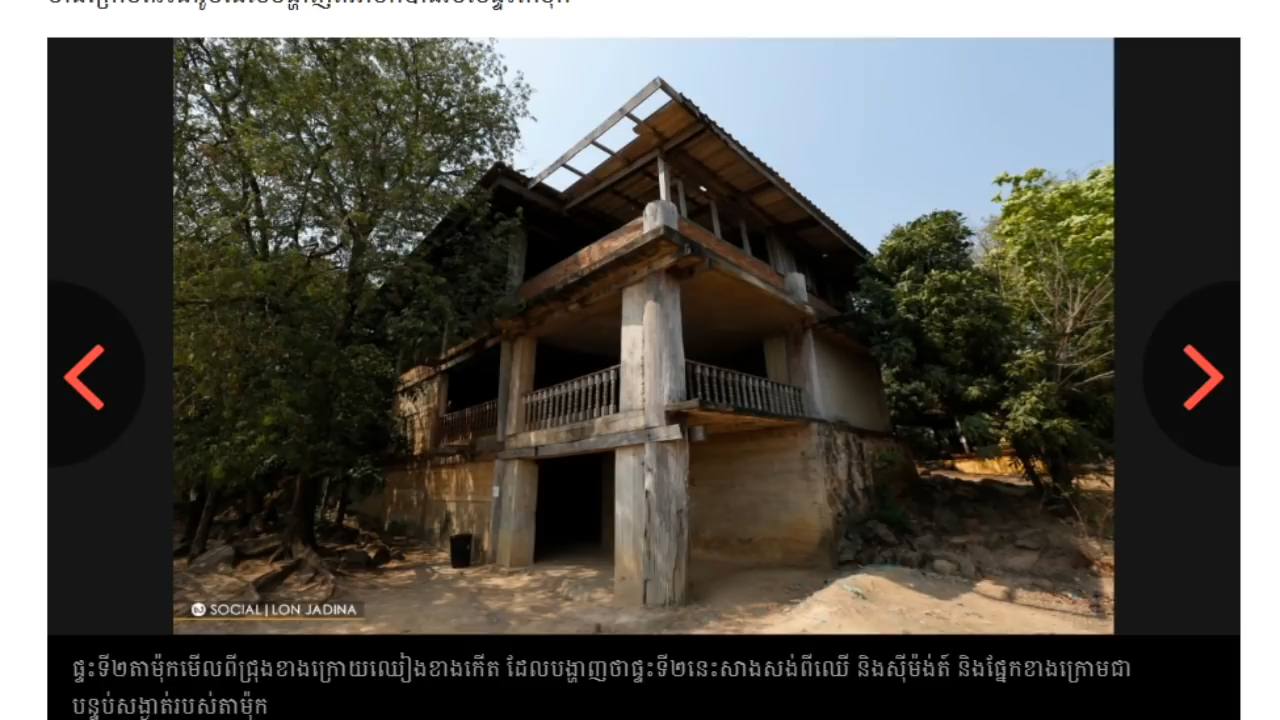 SOCIAL | LON JADINA
ផ្ទះទី២តាម៉ុកមើលពីជ្រុងខាងក្រោយឈៀងខាងកើត ដែលបង្ហាញថាផ្ទះទី២នេះសាងសង់ពីឈើ និងស៊ីម៉ង់ត៍ និងផ្នែកខាងក្រោមជា
បន្ទប់សង្ងាត់របស់តាម៉ុក